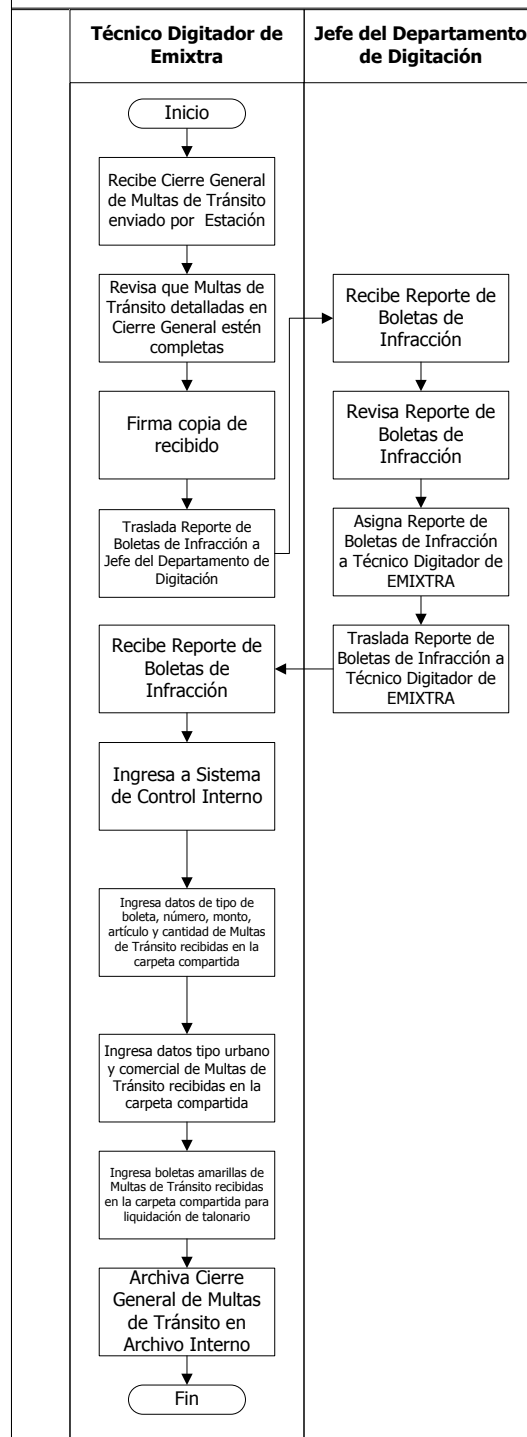 Técnico Digitador de
Emixtra
Jefe del Departamento
de Digitación
Inicio
Recibe Cierre General
de Multas de Tránsito
enviado por Estación
Revisa que Multas de
Tránsito detalladas en
Cierre General estén
completas
Firma copia de
recibido
Traslada Reporte de
Boletas de Infracción a
Jefe del Departamento de
Digitación
Recibe Reporte de
Boletas de
Infracción
Revisa Reporte de
Boletas de
Infracción
Asigna Reporte de
Boletas de Infracción
a Técnico Digitador de
EMIXTRA
Traslada Reporte de
Boletas de Infracción a
Técnico Digitador de
EMIXTRA
Recibe Reporte de
Boletas de
Infracción
Ingresa a Sistema
de Control Interno
Ingresa datos de tipo de
boleta, número, monto,
artículo y cantidad de Multas
de Tránsito recibidas en la
carpeta compartida
Ingresa datos tipo urbano
y comercial de Multas de
Tránsito recibidas en la
carpeta compartida
Ingresa boletas amarillas de
Multas de Tránsito recibidas
en la carpeta compartida para
liquidación de talonario
Archiva Cierre
General de Multas
de Tránsito en
Archivo Interno
Fin